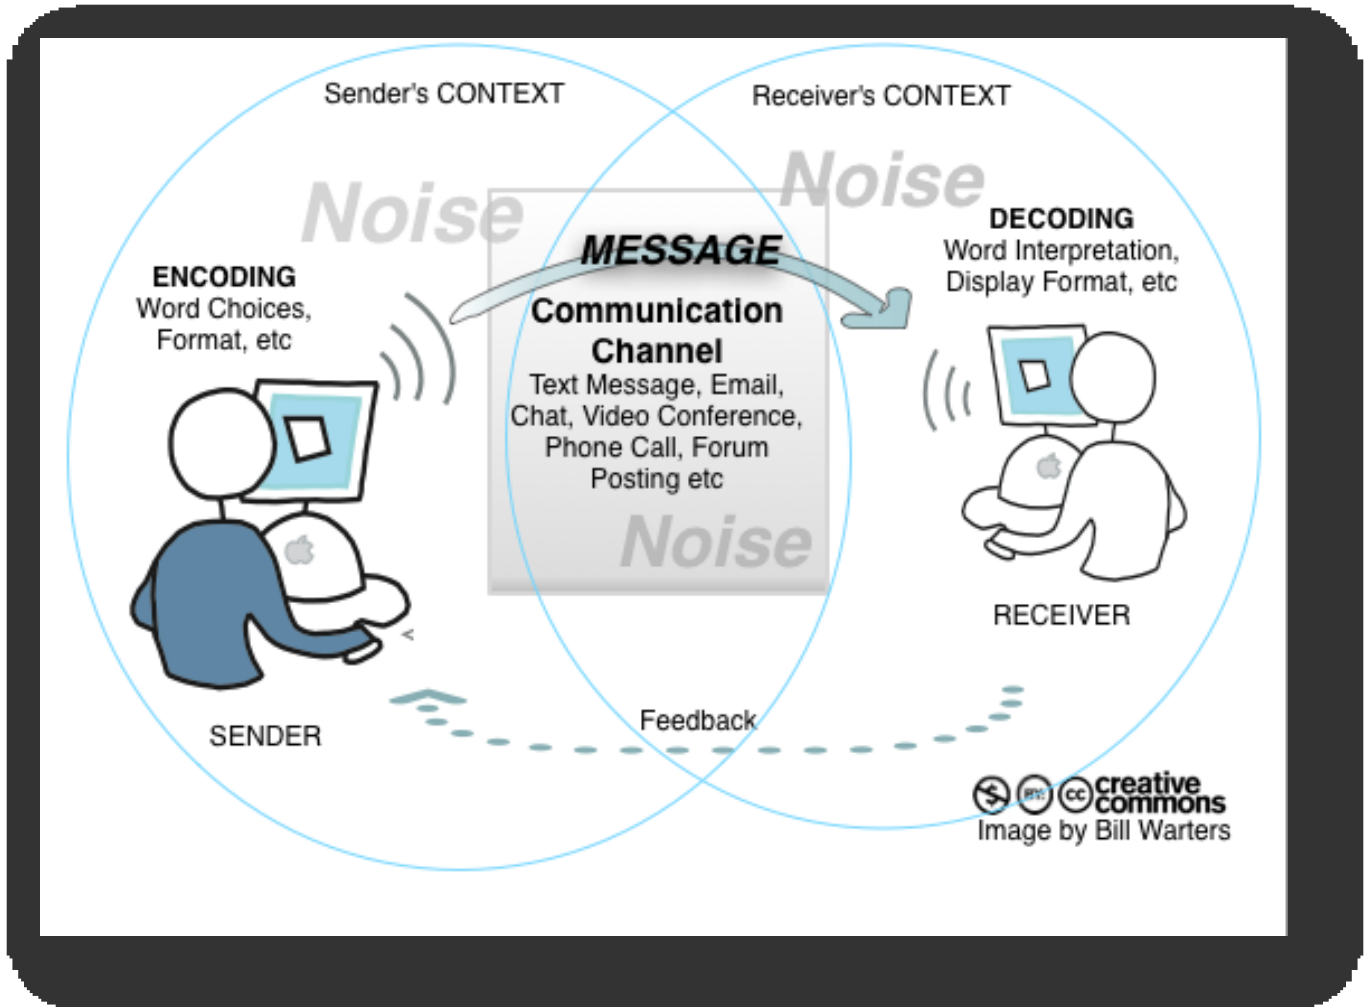 Sender's CONTEXT
Receiver's CONTEXT
Noise
Noise
DECODING
Word Interpretation,
Display Format, etc
MESSAGE
ENCODING
Word Choices,
Format, etc
Communication
Channel
Text Message, Email,
Chat, Video Conference,
Phone Call, Forum
Posting etc
Noise
<
RECEIVER
SENDER
Feedback
$ BY: cc creative
commons
Image by Bill Warters